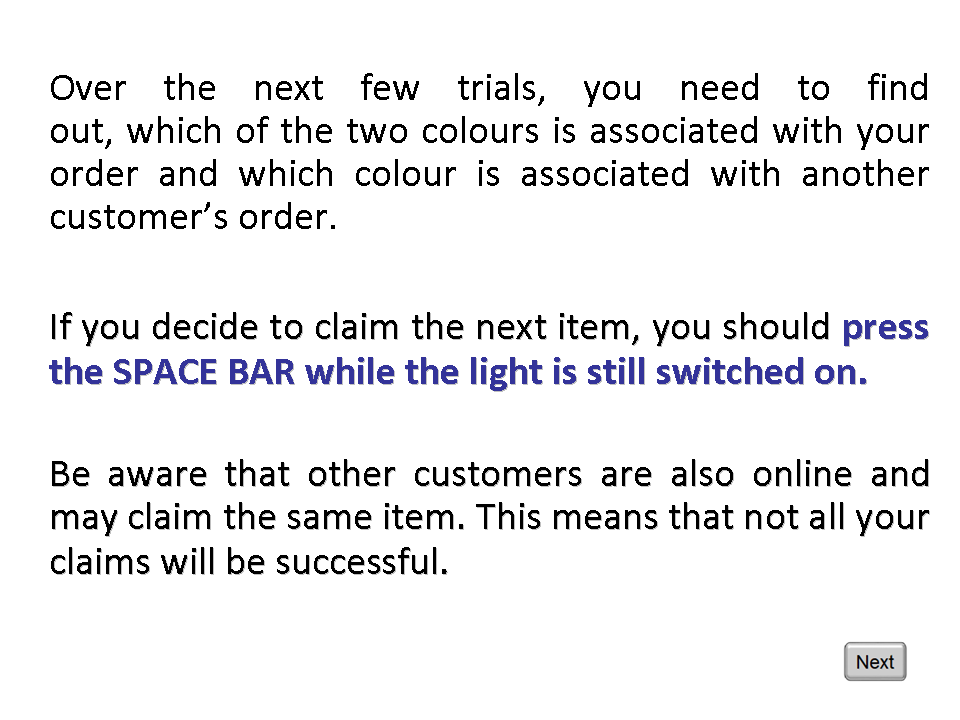 Over the next few trials, you need to find
out, which of the two colours is associated with your
order and which colour is associated with another
customer’s order.
If you decide to claim the next item, you should press
the SPACE BAR while the light is still switched on.
Be aware that other customers are also online and
may claim the same item. This means that not all your
claims will be successful.
Next